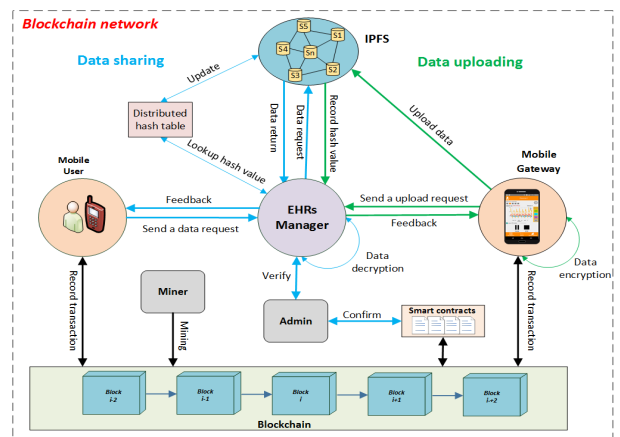 Blockchain network
IPFS
S5
S1
S4
Sn
S3
S2
Data sharing
Data uploading
Update
Distributed
hash table
Lookup hash value
Data return
Data request
Record hash value
Upload data
Mobile
User
Mobile
Gateway
Feedback
Send a data request
EHRs
Manager
Send a upload request
Feedback
Data
decryption
Data
encryption
Verify
Record transaction
Miner
Mining
Admin
Confirm
Smart contracts
Record transaction
Block
i-2
Block
i-1
Block
i
Block
i+1
Block
i-+2
Blockchain